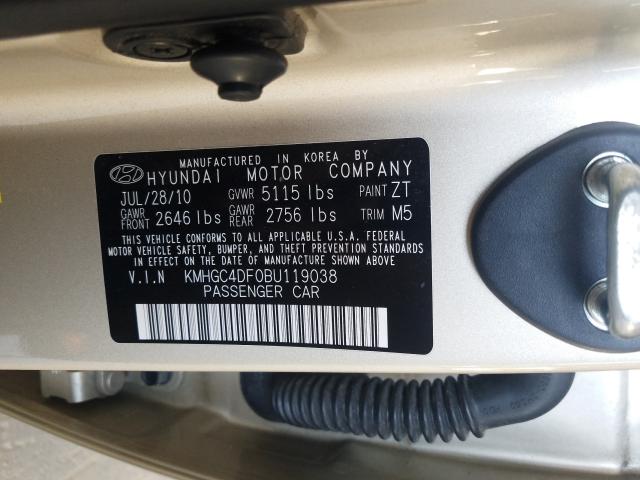 MANUFACTURED IN KOREA BY
HYUNDAI MOTOR COMPANY
JUL/28/10 GVWR 5115 lbs PAINT ZT
GAWR FRONT 2646 lbs GAWR REAR 2756 lbs TRIM M5
THIS VEHICLE CONFORMS TO ALL APPLICABLE U.S.A. FEDERAL
MOTOR VEHICLE SAFETY, BUMPER, AND THEFT PREVENTION STANDARDS
IN EFFECT ON THE DATE OF MANUFACTURE SHOWN ABOVE.
V.I.N KMHGC4DF0BU119038
PASSENGER CAR